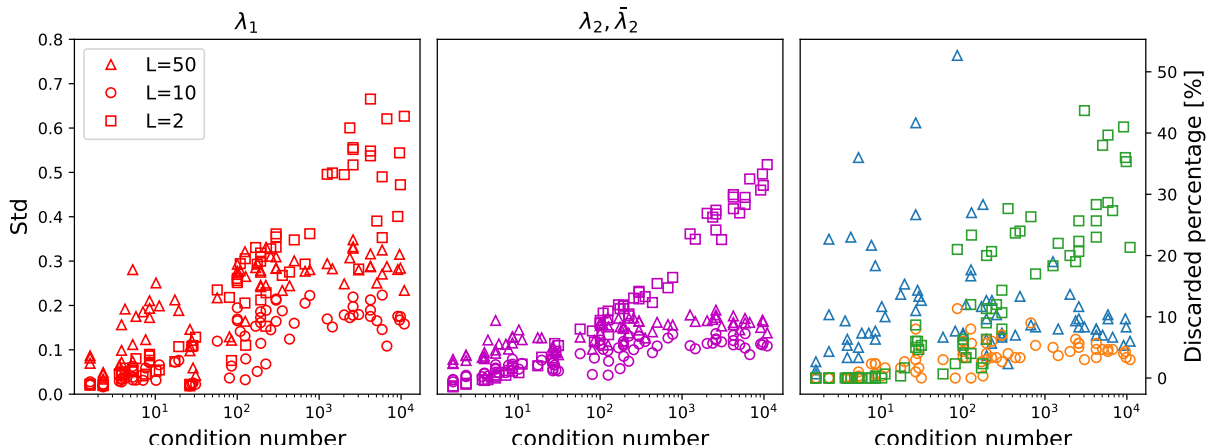 λ₁
λ₂, λ̄₂
0.8
0.7
0.6
0.5
0.4
0.3
0.2
0.1
0.0
Std
L=50
L=10
L=2
50
40
30
20
10
0
Discarded percentage [%]
10¹ 10² 10³ 10⁴
10¹ 10² 10³ 10⁴
10¹ 10² 10³ 10⁴
condition number
condition number
condition number